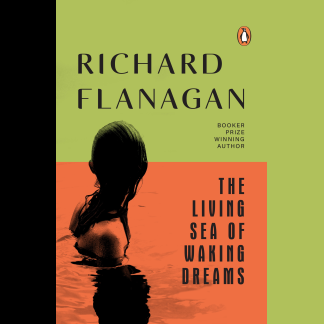 RICHARD
FLANAGAN
BOOKER
PRIZE
WINNING
AUTHOR
THE
LIVING
SEA OF
WAKING
DREAMS